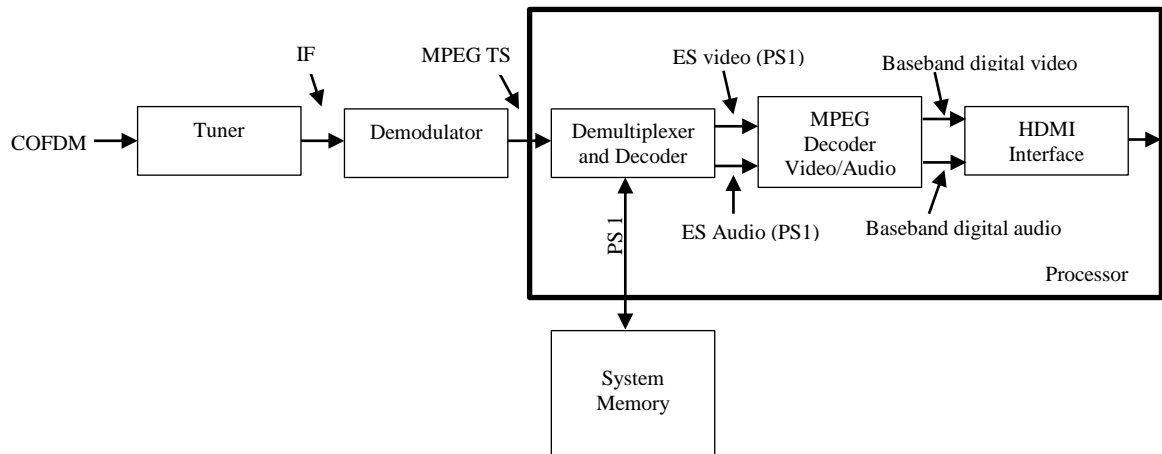 IF
MPEG TS
ES video (PS1)
Baseband digital video
COFDM
Tuner
Demodulator
Demultiplexer
and Decoder
MPEG
Decoder
Video/Audio
HDMI
Interface
PS 1
ES Audio (PS1)
Baseband digital audio
Processor
System
Memory